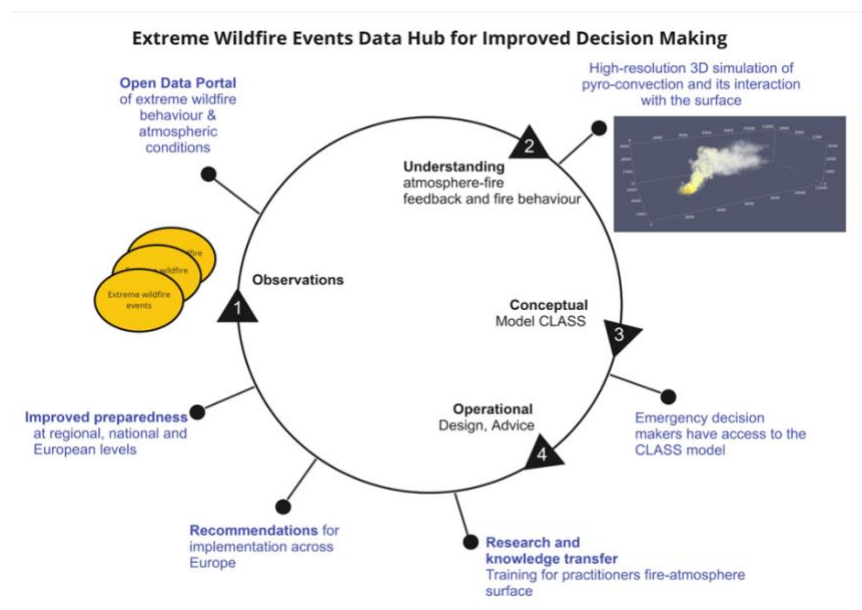 Extreme Wildfire Events Data Hub for Improved Decision Making
Open Data Portal
of extreme wildfire
behaviour &
atmospheric
conditions
High-resolution 3D simulation of
pyro-convection and its interaction
with the surface
2
Understanding
atmosphere-fire
feedback and fire behaviour
wildfire
Extreme wildfire
events
Observations
1
Conceptual
Model CLASS
3
Improved preparedness
at regional, national and
European levels
Operational
Design, Advice
4
Emergency decision
makers have access to the
CLASS model
Recommendations for
implementation across
Europe
Research and
knowledge transfer
Training for practitioners fire-atmosphere
surface